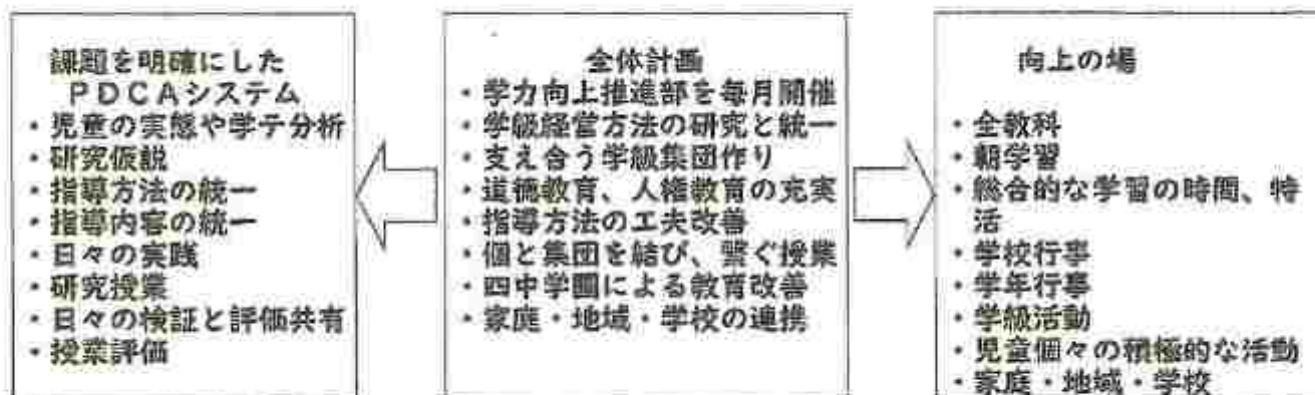 課題を明確にした
PDCAシステム
・児童の実態や学テ分析
・研究仮説
・指導方法の統一
・指導内容の統一
・日々の実践
・研究授業
・日々の検証と評価共有
・授業評価
全体計画
・学力向上推進部を毎月開催
・学級経営方法の研究と統一
・支え合う学級集団作り
・道徳教育、人権教育の充実
・指導方法の工夫改善
・個と集団を結び、繋ぐ授業
・四中学園による教育改善
・家庭・地域・学校の連携
向上の場
・全教科
・朝学習
・総合的な学習の時間、特
活
・学校行事
・学年行事
・学級活動
・児童個々の積極的な活動
・家庭・地域・学校